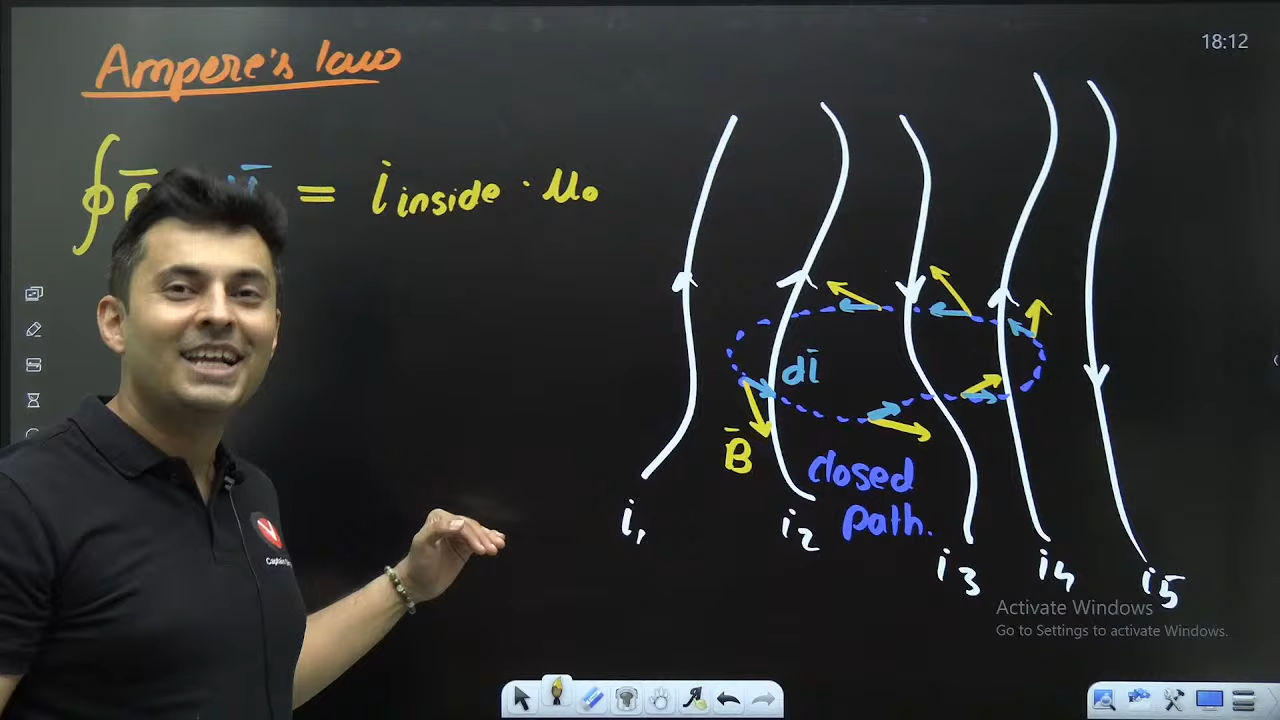 Ampere's law
18:12
= i inside · μ₀
dl̄
B̄
closed
path.
i₁
i₂
i₃
i₄
i₅
Activate Windows
Go to Settings to activate Windows.